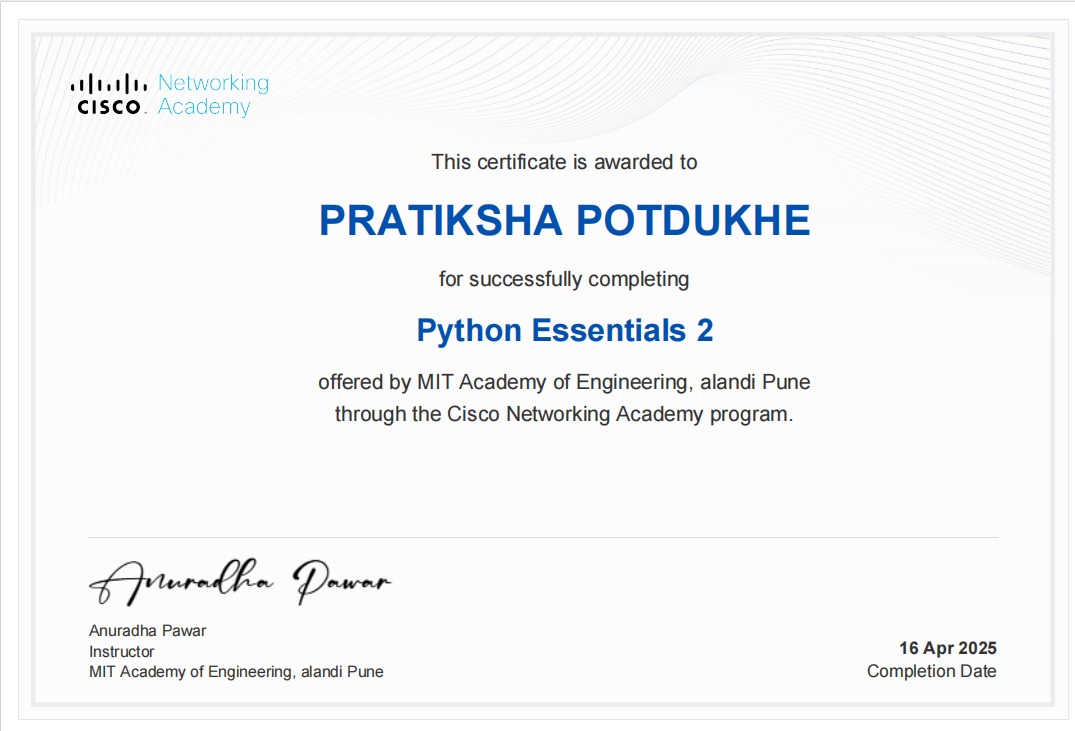 CISCO. Networking
Academy
This certificate is awarded to
PRATIKSHA POTDUKHE
for successfully completing
Python Essentials 2
offered by MIT Academy of Engineering, alandi Pune
through the Cisco Networking Academy program.
Anuradha Pawar
Anuradha Pawar
Instructor
MIT Academy of Engineering, alandi Pune
16 Apr 2025
Completion Date